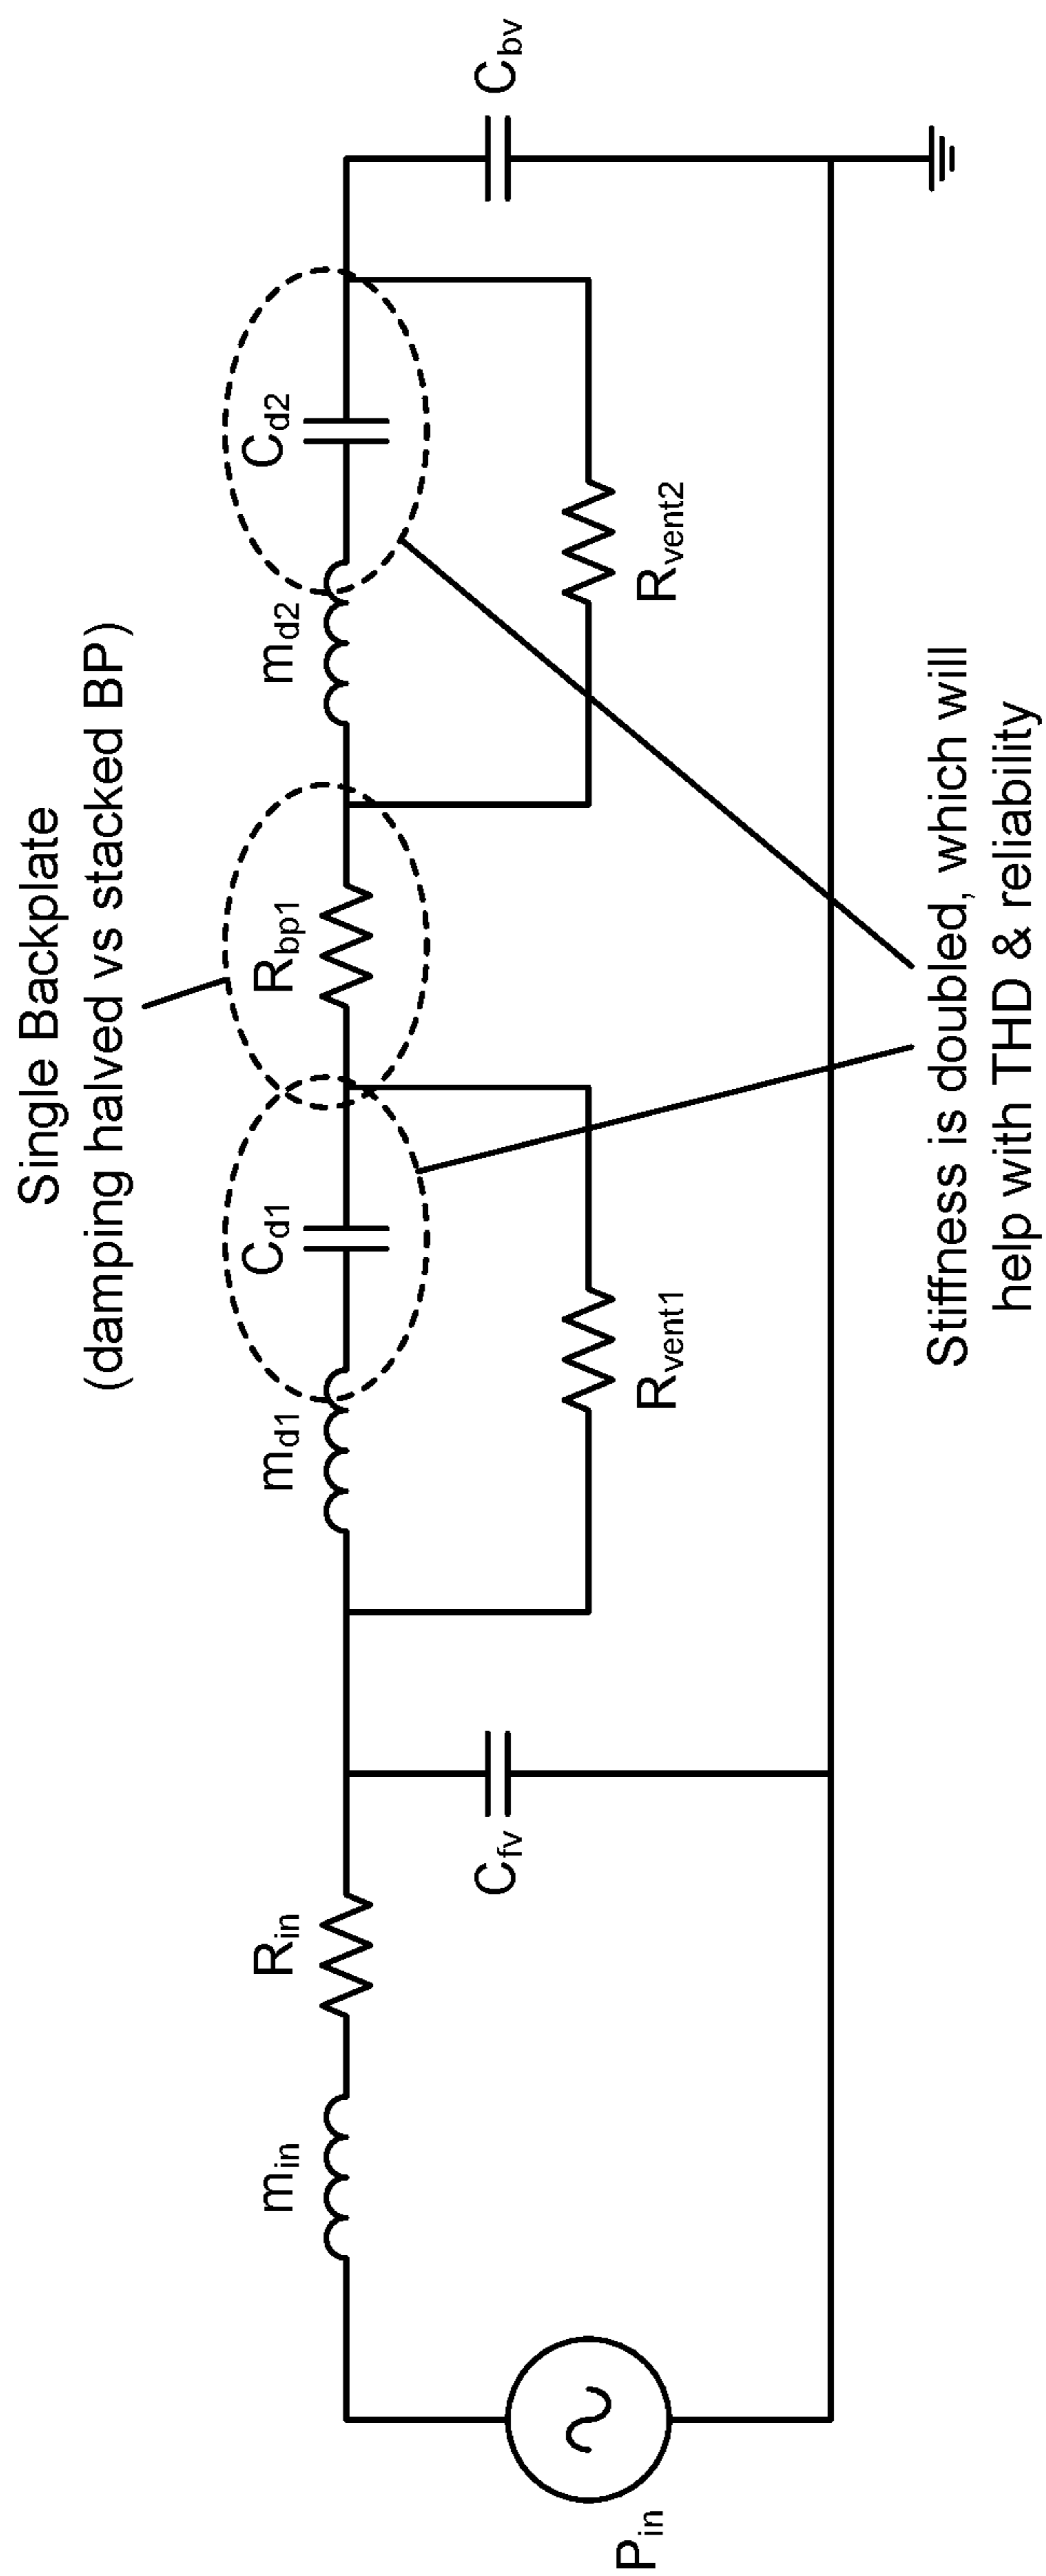 Single Backplate
(damping halved vs stacked BP)
min
Rin
md1
Cd1
Rbp1
md2
Cd2
Cfv
Cbv
Pin
Rvent1
Rvent2
Stiffness is doubled, which will
help with THD & reliability